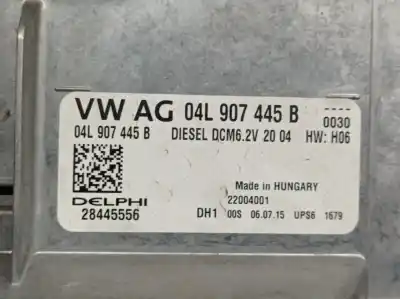 VW AG 04L 907 445 B
0030
04L 907 445 B DIESEL DCM6.2V 20 04 HW: H06
Made in HUNGARY
DELPHI 22004001
28445556 DH1 00S 06.07.15 UPS6 1679